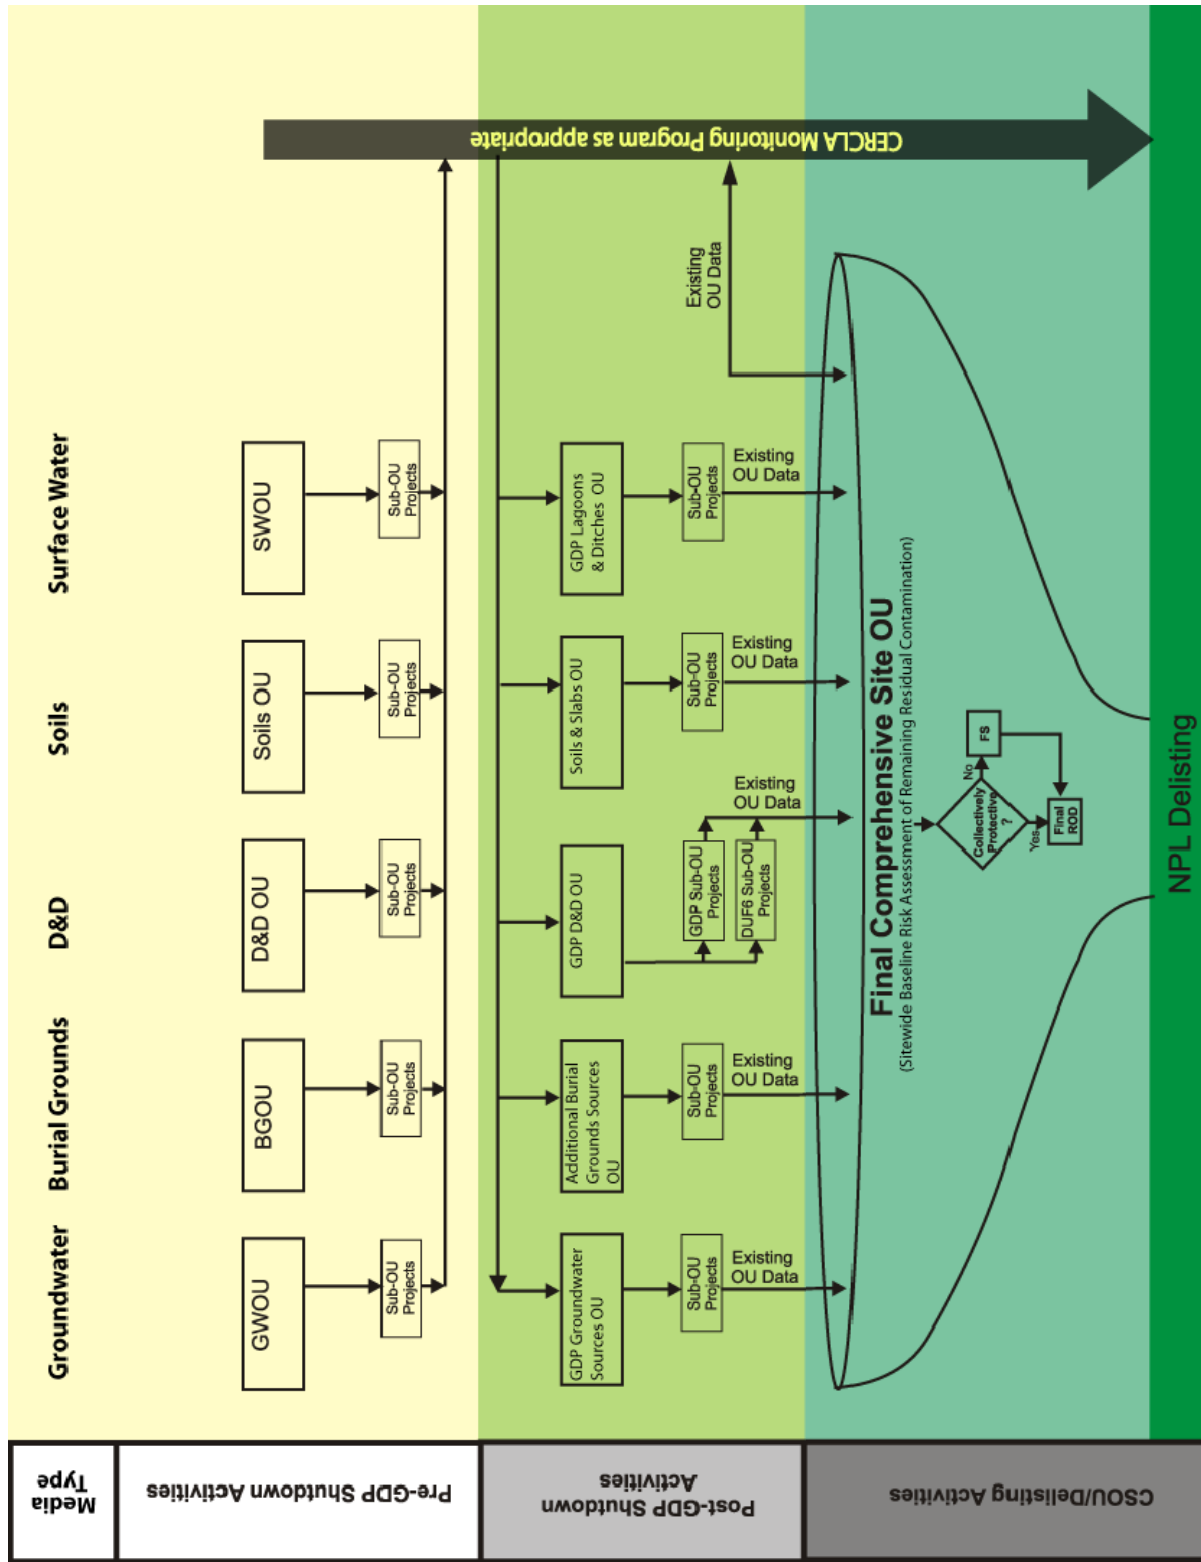 Media
Type
Groundwater
Burial Grounds
D&D
Soils
Surface Water
Pre-GDP Shutdown Activities
GWOU
BGOU
D&D OU
Soils OU
SWOU
Sub-OU
Projects
Sub-OU
Projects
Sub-OU
Projects
Sub-OU
Projects
Sub-OU
Projects
CERCLA Monitoring Program as appropriate
Post-GDP Shutdown
Activities
GDP Groundwater
Sources OU
Additional Burial
Grounds Sources
OU
GDP D&D OU
Soils & Slabs OU
GDP Lagoons
& Ditches OU
Sub-OU
Projects
Sub-OU
Projects
GDP Sub-OU
Projects
DUF6 Sub-OU
Projects
Sub-OU
Projects
Sub-OU
Projects
Existing
OU Data
Existing
OU Data
Existing
OU Data
Existing
OU Data
Existing
OU Data
Existing
OU Data
CSOU/Delisting Activities
Final Comprehensive Site OU
(Sitewide Baseline Risk Assessment of Remaining Residual Contamination)
Collectively
Protective
?
No
FS
Yes
Final
ROD
NPL Delisting